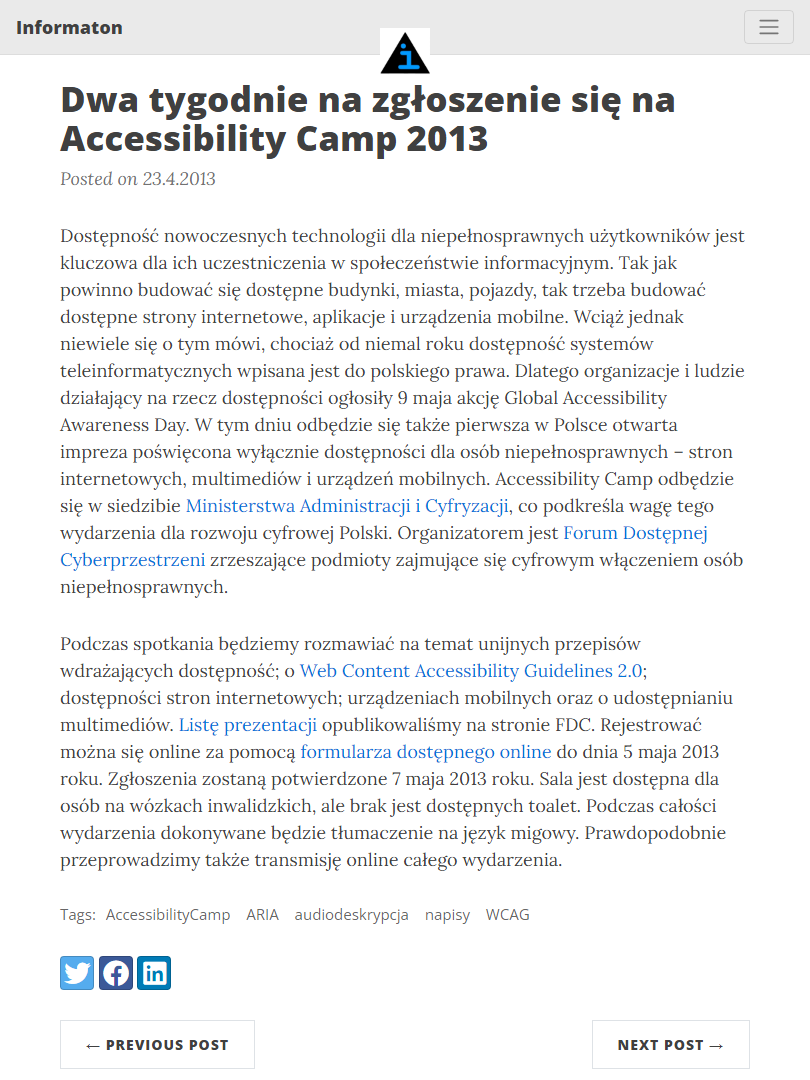 Informaton
i
Dwa tygodnie na zgłoszenie się na
Accessibility Camp 2013
Posted on 23.4.2013
Dostępność nowoczesnych technologii dla niepełnosprawnych użytkowników jest
kluczowa dla ich uczestniczenia w społeczeństwie informacyjnym. Tak jak
powinno budować się dostępne budynki, miasta, pojazdy, tak trzeba budować
dostępne strony internetowe, aplikacje i urządzenia mobilne. Wciąż jednak
niewiele się o tym mówi, chociaż od niemal roku dostępność systemów
teleinformatycznych wpisana jest do polskiego prawa. Dlatego organizacje i ludzie
działający na rzecz dostępności ogłosiły 9 maja akcję Global Accessibility
Awareness Day. W tym dniu odbędzie się także pierwsza w Polsce otwarta
impreza poświęcona wyłącznie dostępności dla osób niepełnosprawnych – stron
internetowych, multimediów i urządzeń mobilnych. Accessibility Camp odbędzie
się w siedzibie Ministerstwa Administracji i Cyfryzacji, co podkreśla wagę tego
wydarzenia dla rozwoju cyfrowej Polski. Organizatorem jest Forum Dostępnej
Cyberprzestrzeni zrzeszające podmioty zajmujące się cyfrowym włączeniem osób
niepełnosprawnych.
Podczas spotkania będziemy rozmawiać na temat unijnych przepisów
wdrażających dostępność; o Web Content Accessibility Guidelines 2.0;
dostępności stron internetowych; urządzeniach mobilnych oraz o udostępnianiu
multimediów. Listę prezentacji opublikowaliśmy na stronie FDC. Rejestrować
można się online za pomocą formularza dostępnego online do dnia 5 maja 2013
roku. Zgłoszenia zostaną potwierdzone 7 maja 2013 roku. Sala jest dostępna dla
osób na wózkach inwalidzkich, ale brak jest dostępnych toalet. Podczas całości
wydarzenia dokonywane będzie tłumaczenie na język migowy. Prawdopodobnie
przeprowadzimy także transmisję online całego wydarzenia.
Tags: AccessibilityCamp ARIA audiodeskrypcja napisy WCAG
← PREVIOUS POST
NEXT POST →